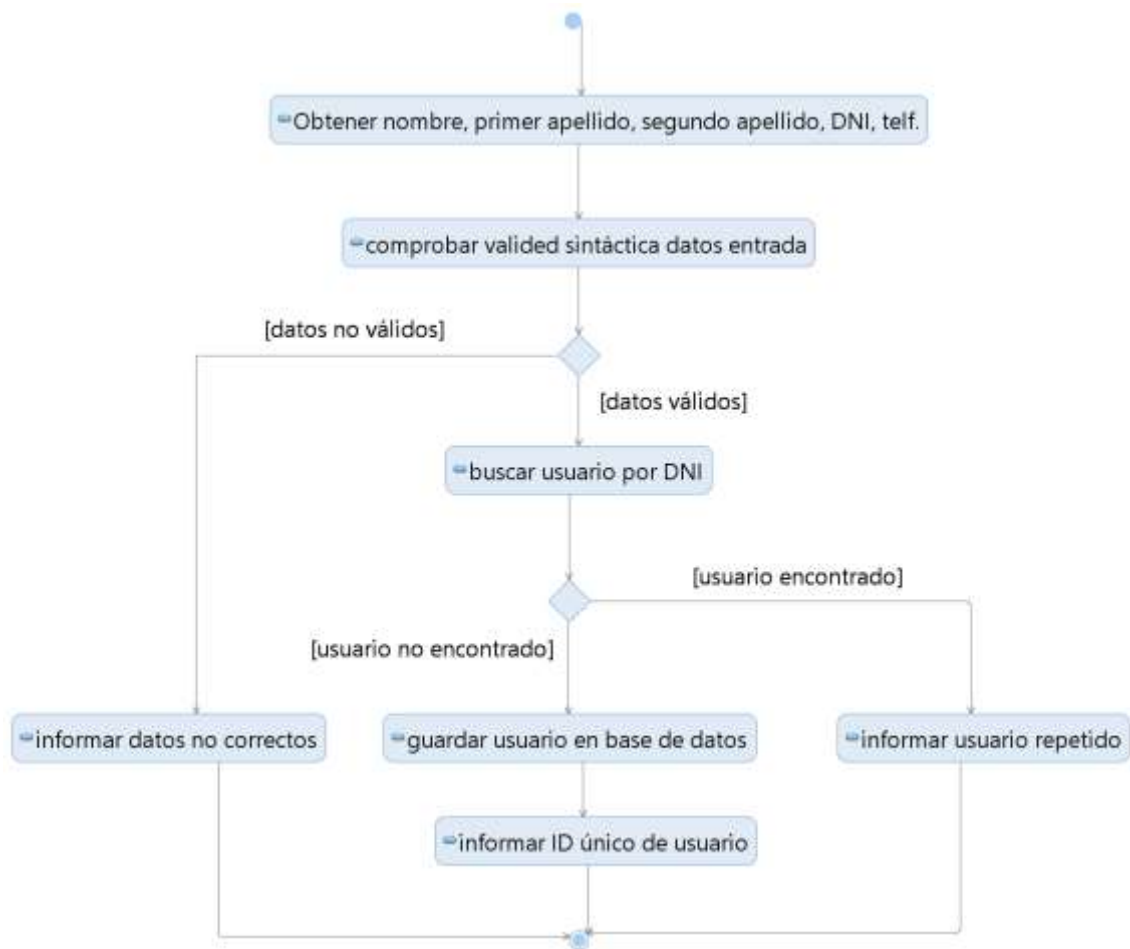 Obtener nombre, primer apellido, segundo apellido, DNI, telf.
comprobar valided sintáctica datos entrada
[datos no válidos]
[datos válidos]
buscar usuario por DNI
[usuario encontrado]
[usuario no encontrado]
informar datos no correctos
guardar usuario en base de datos
informar usuario repetido
informar ID único de usuario